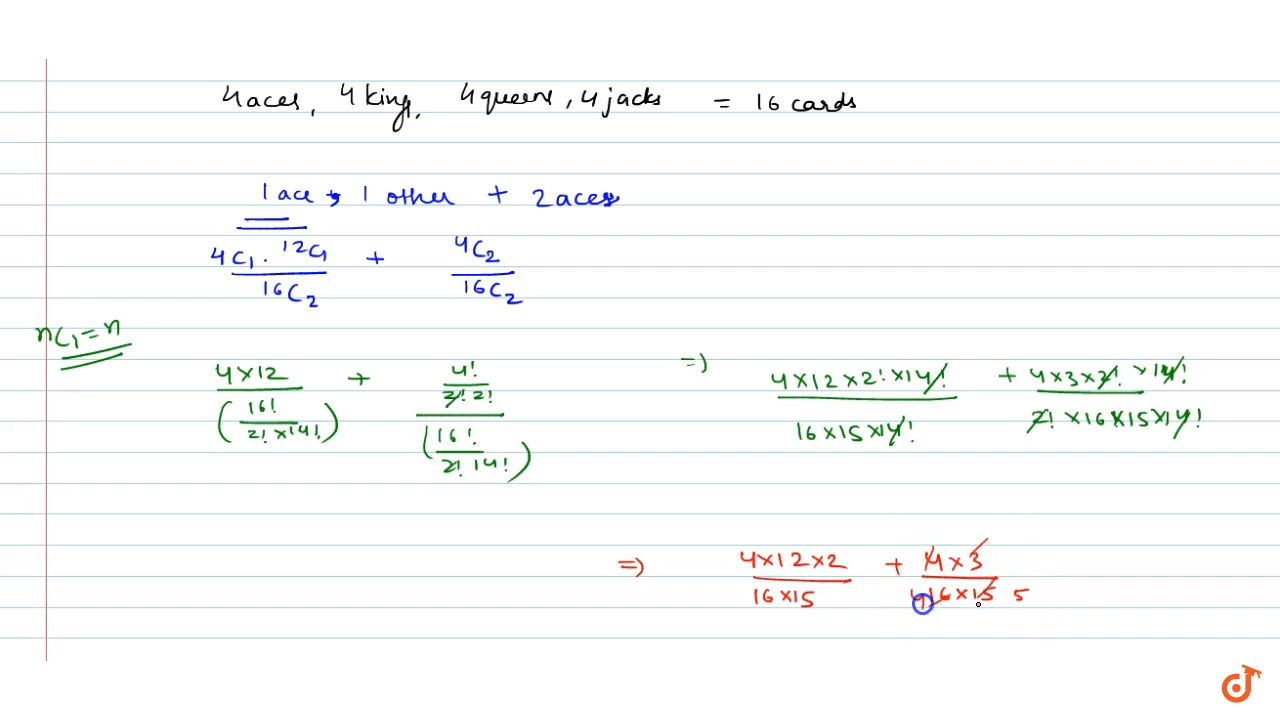 4 aces, 4 king, 4 queens, 4 jacks = 16 cards
1 ace, 1 other + 2 aces
4C₁ . 12C₁ / 16C₂ + 4C₂ / 16C₂
nC₁ = n
4×12 / (16! / 2! ×14!) + (4! / 2! 2!) / (16! / 2! 14!)
=> 4×12×2! ×14! / 16×15×14! + 4×3×2! ×14! / 2! ×16×15×14!
=> 4×12×2 / 16×15 + 4×3 / 4 16×15 5